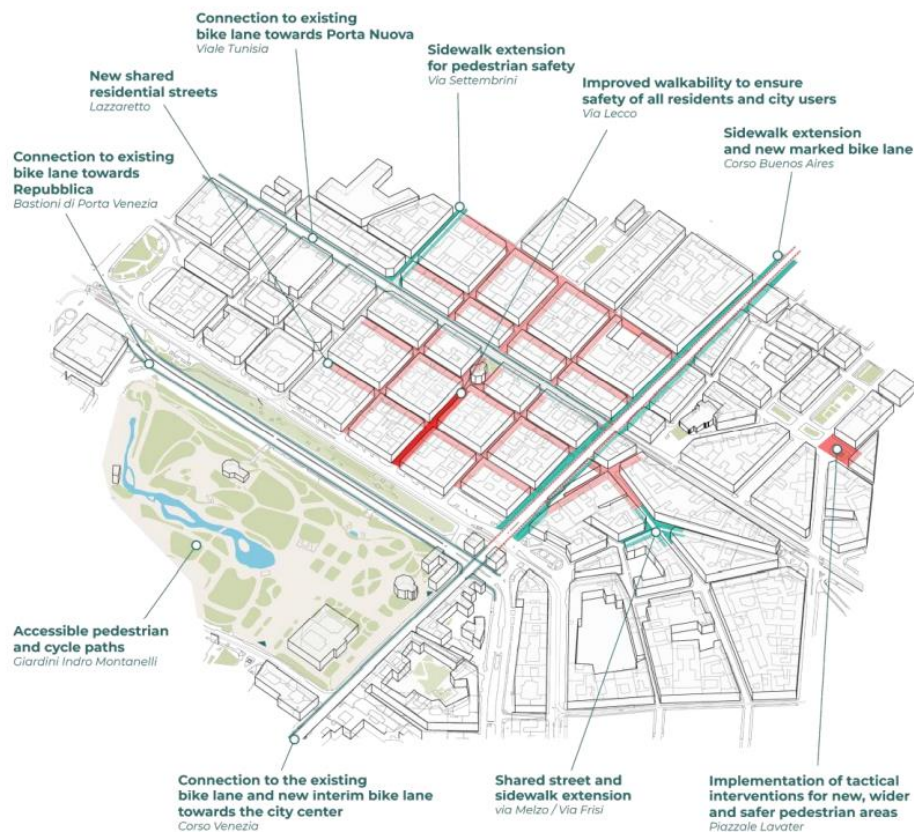 Connection to existing
bike lane towards Porta Nuova
Viale Tunisia
Sidewalk extension
for pedestrian safety
Via Settembrini
New shared
residential streets
Lazzaretto
Improved walkability to ensure
safety of all residents and city users
Via Lecco
Sidewalk extension
and new marked bike lane
Corso Buenos Aires
Connection to existing
bike lane towards
Repubblica
Bastioni di Porta Venezia
Accessible pedestrian
and cycle paths
Giardini Indro Montanelli
Connection to the existing
bike lane and new interim bike lane
towards the city center
Corso Venezia
Shared street and
sidewalk extension
via Melzo / Via Frisi
Implementation of tactical
interventions for new, wider
and safer pedestrian areas
Piazzale Lavater